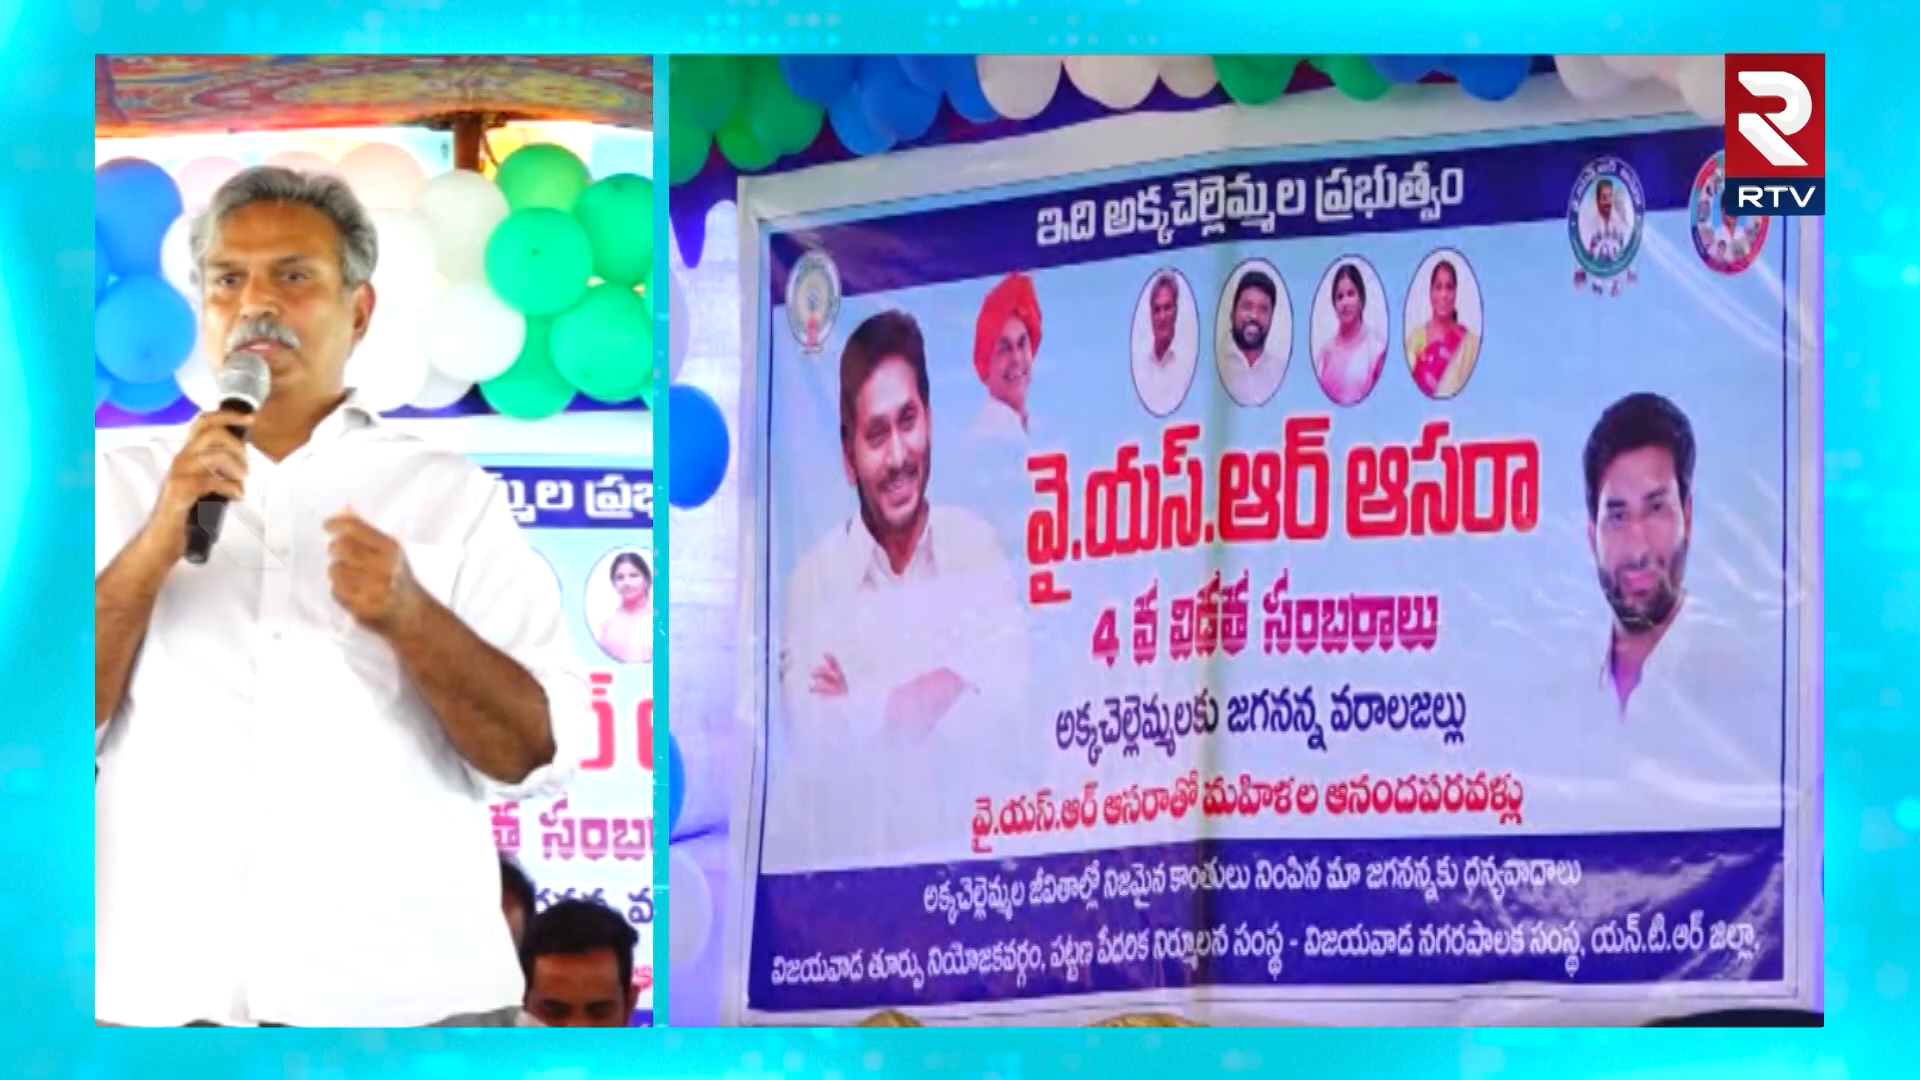 RTV
మ్మల ప్రభు
త సంబ
ఇది అక్కచెల్లెమ్మల ప్రభుత్వం
వై.యస్.ఆర్ ఆసరా
4 వ విడత సంబరాలు
అక్కచెల్లెమ్మలకు జగనన్న వరాలజల్లు
వై.యస్.ఆర్ ఆసరాతో మహిళల ఆనందపరవళ్లు
అక్కచెల్లెమ్మల జీవితాల్లో నిజమైన కాంతులు నింపిన మా జగనన్నకు ధన్యవాదాలు
విజయవాడ తూర్పు నియోజకవర్గం, పట్టణ పేదరిక నిర్మూలన సంస్థ - విజయవాడ నగరపాలక సంస్థ, యన్.టి.ఆర్ జిల్లా.